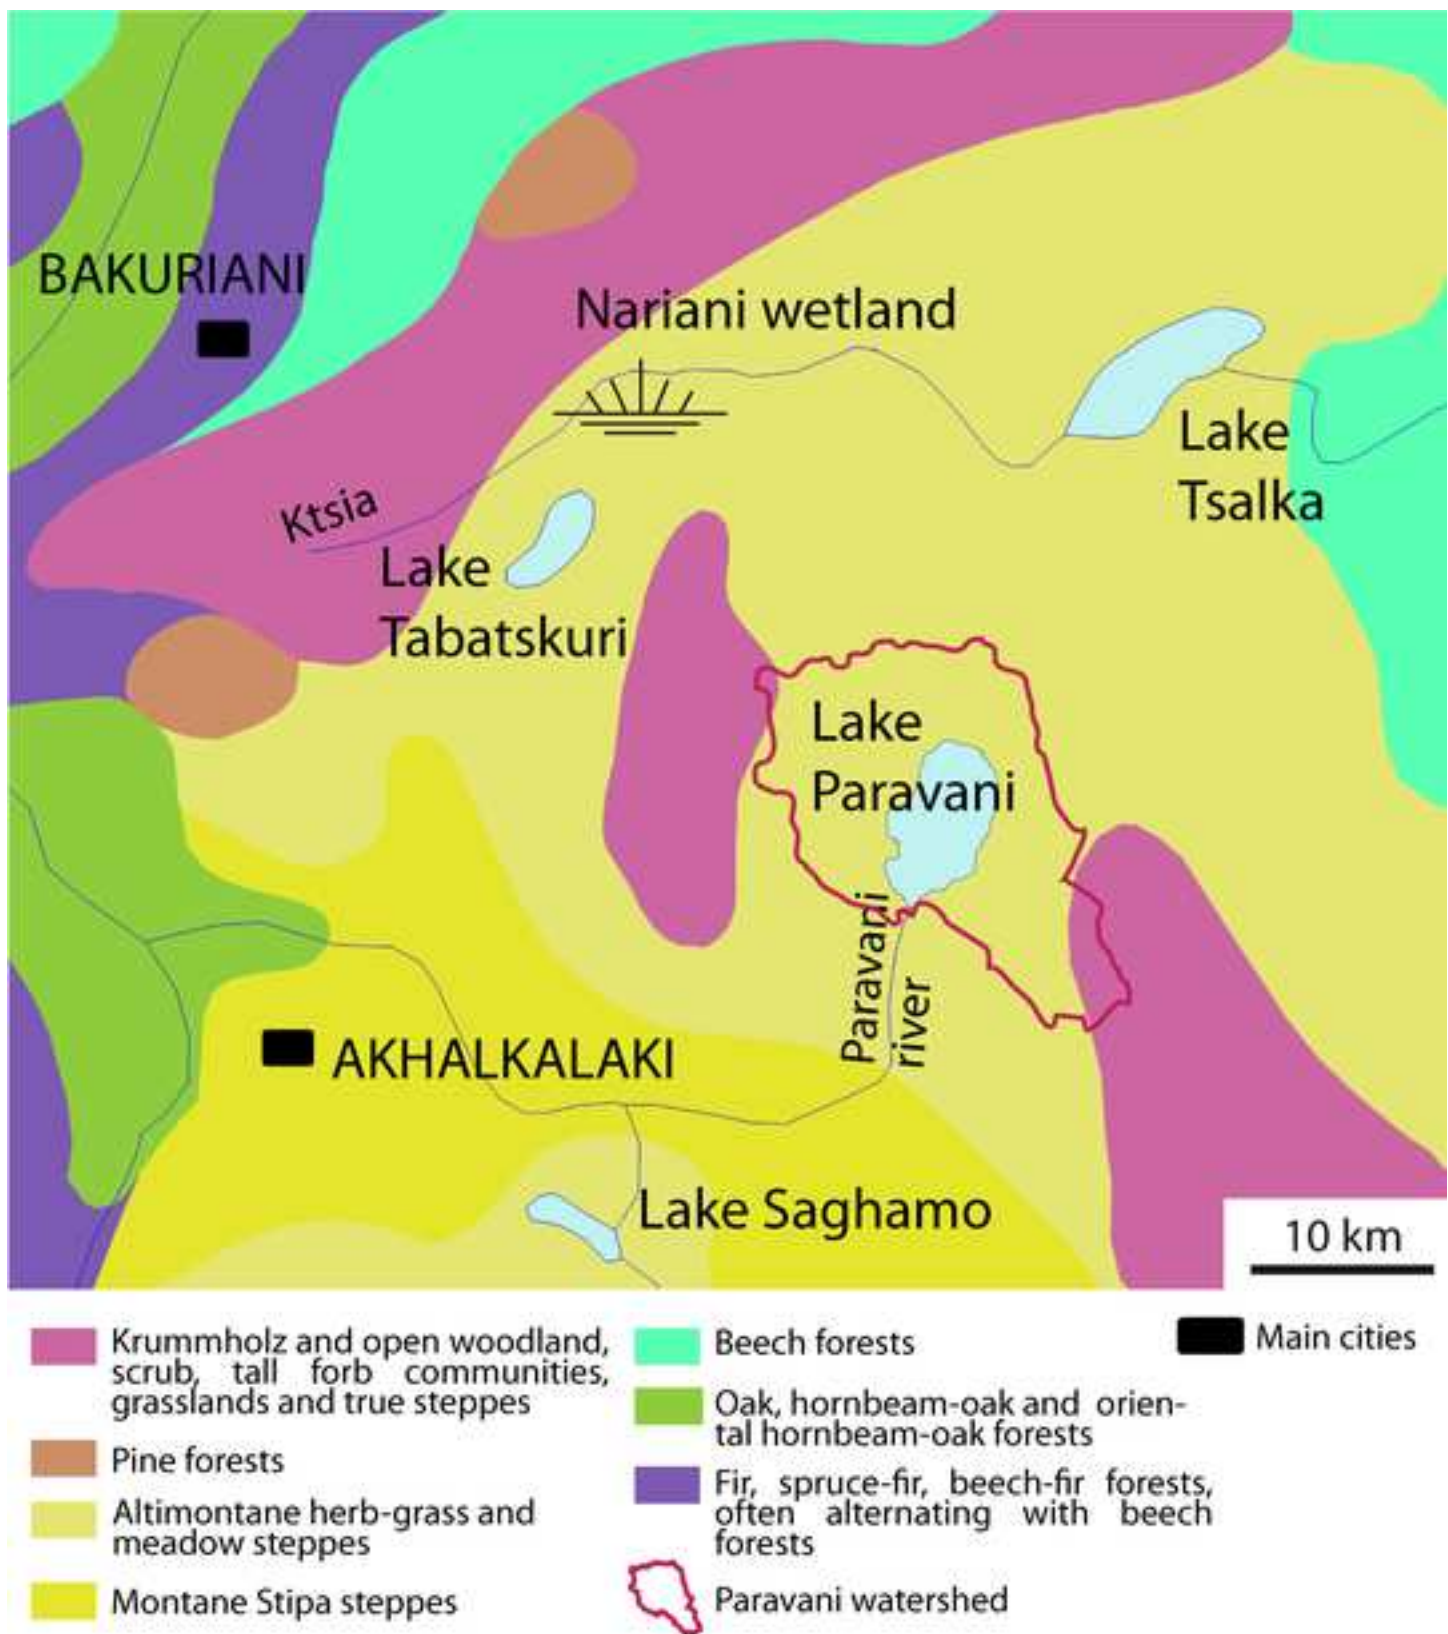 BAKURIANI
Nariani wetland
Lake
Tsalka
Ktsia
Lake
Tabatskuri
Lake
Paravani
Paravani
river
AKHALKALAKI
Lake Saghamo
10 km
Krummholz and open woodland,
scrub, tall forb communities,
grasslands and true steppes
Pine forests
Altimontane herb-grass and
meadow steppes
Montane Stipa steppes
Beech forests
Oak, hornbeam-oak and orien-
tal hornbeam-oak forests
Fir, spruce-fir, beech-fir forests,
often alternating with beech
forests
Paravani watershed
Main cities